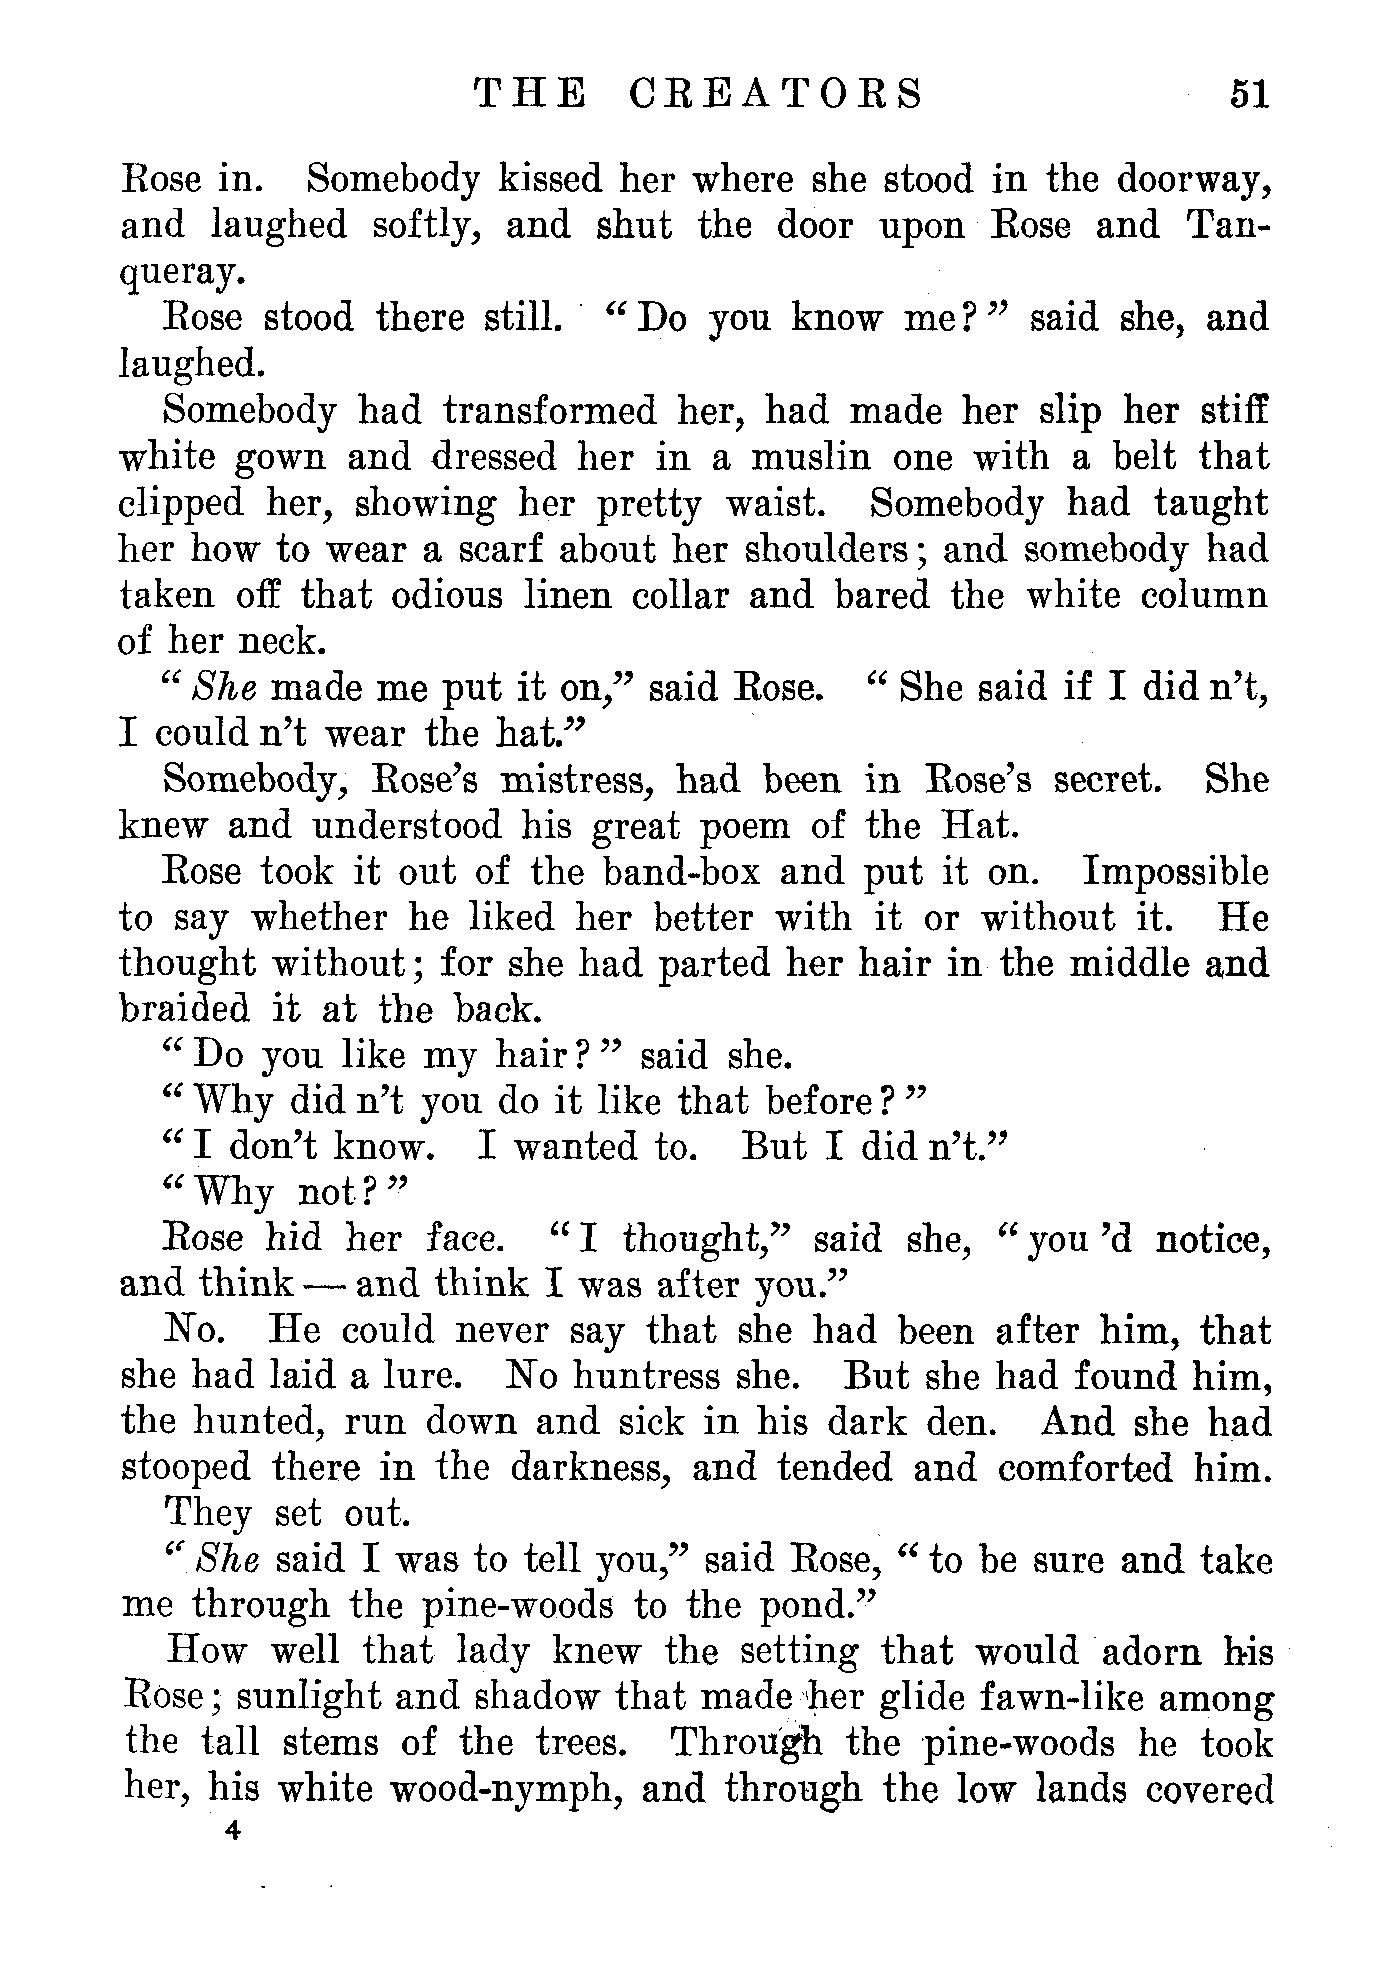 THE CREATORS 51
Rose in. Somebody kissed her where she stood in the doorway,
and laughed softly, and shut the door upon Rose and Tan-
queray.
Rose stood there still. “Do you know me?” said she, and
laughed.
Somebody had transformed her, had made her slip her stiff
white gown and dressed her in a muslin one with a belt that
clipped her, showing her pretty waist. Somebody had taught
her how to wear a scarf about her shoulders; and somebody had
taken off that odious linen collar and bared the white column
of her neck.
“She made me put it on,” said Rose. “She said if I did n’t,
I could n’t wear the hat.”
Somebody, Rose’s mistress, had been in Rose’s secret. She
knew and understood his great poem of the Hat.
Rose took it out of the band-box and put it on. Impossible
to say whether he liked her better with it or without it. He
thought without; for she had parted her hair in the middle and
braided it at the back.
“Do you like my hair?” said she.
“Why did n’t you do it like that before?”
“I don’t know. I wanted to. But I did n’t.”
“Why not?”
Rose hid her face. “I thought,” said she, “you ’d notice,
and think — and think I was after you.”
No. He could never say that she had been after him, that
she had laid a lure. No huntress she. But she had found him,
the hunted, run down and sick in his dark den. And she had
stooped there in the darkness, and tended and comforted him.
They set out.
“She said I was to tell you,” said Rose, “to be sure and take
me through the pine-woods to the pond.”
How well that lady knew the setting that would adorn his
Rose; sunlight and shadow that made her glide fawn-like among
the tall stems of the trees. Through the pine-woods he took
her, his white wood-nymph, and through the low lands covered
4